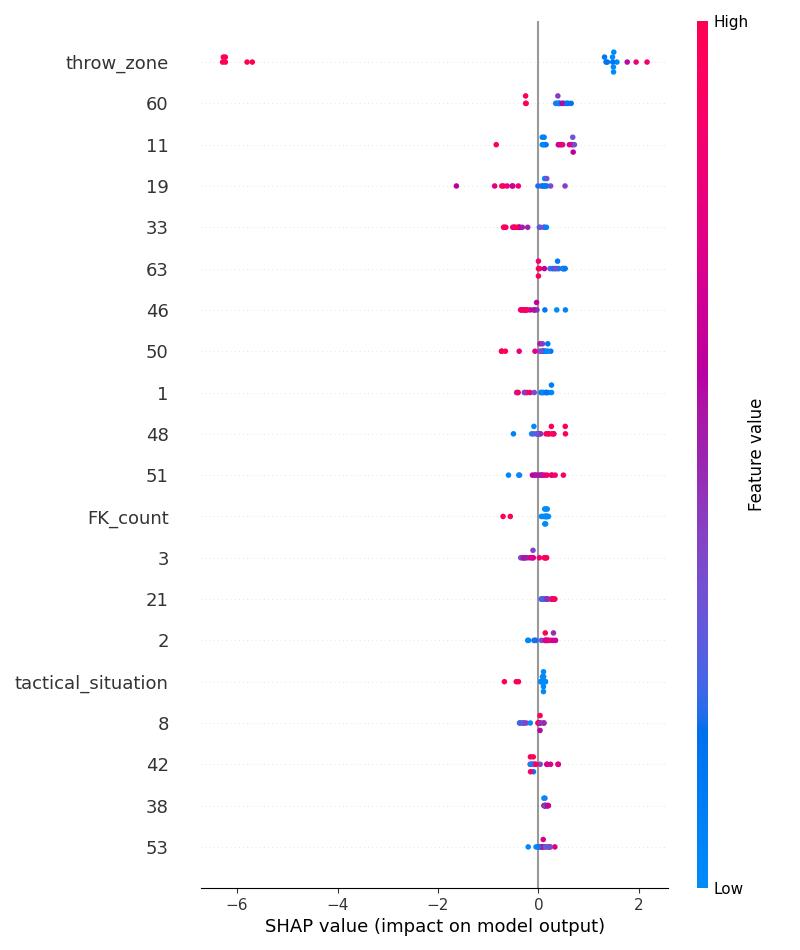 High
throw_zone
60
11
19
33
63
46
50
1
48
51
FK_count
3
21
2
tactical_situation
8
42
38
53
Feature value
Low
−6 −4 −2 0 2
SHAP value (impact on model output)